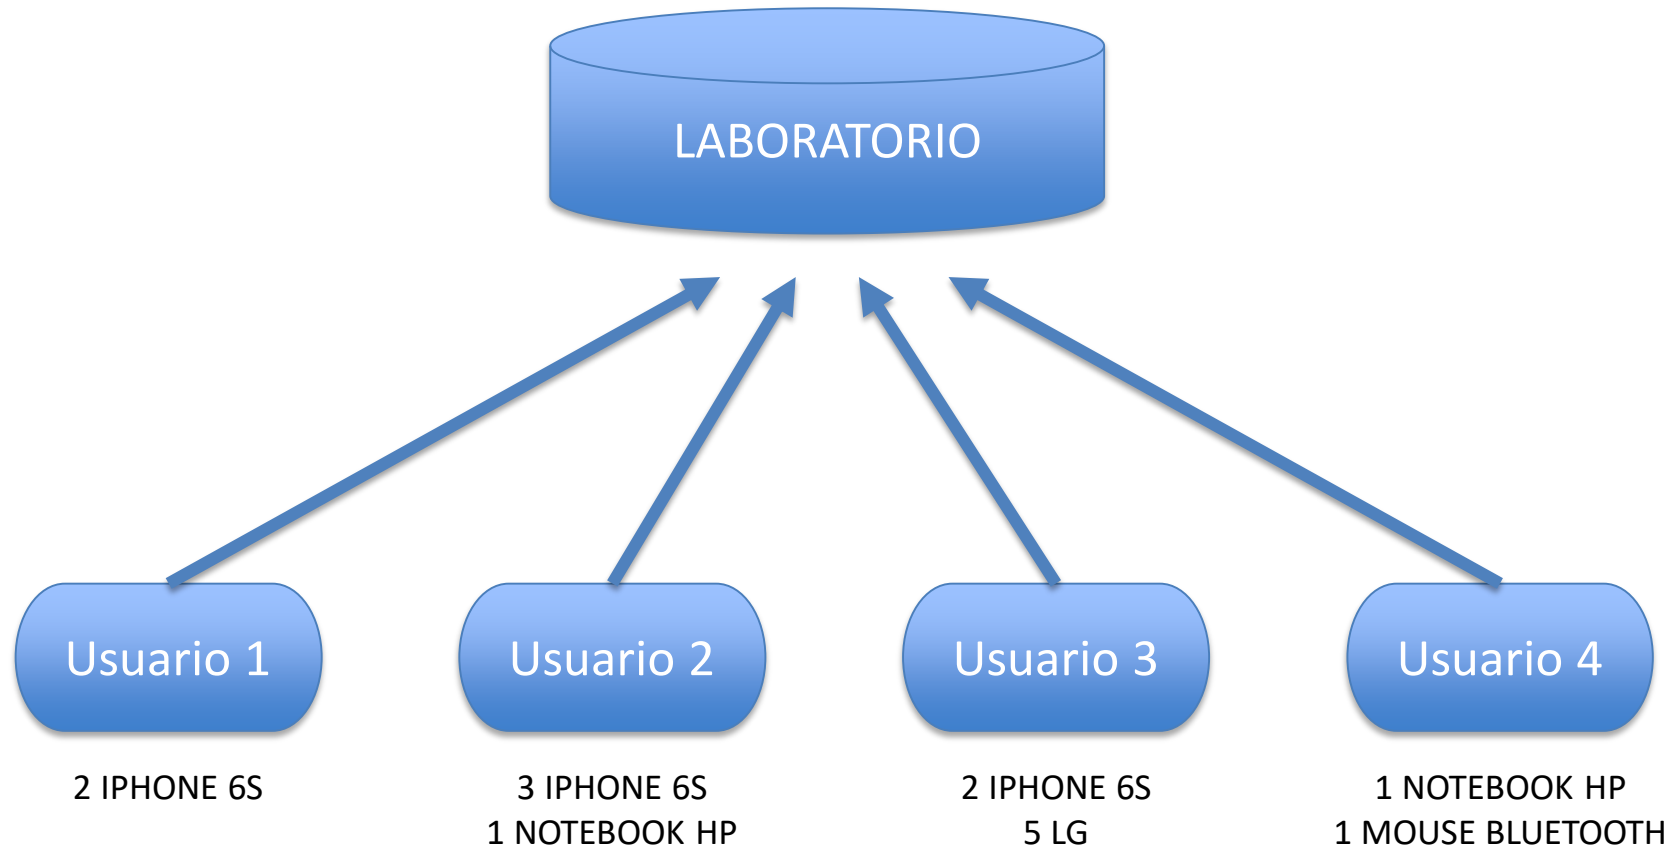 LABORATORIO
Usuario 1
Usuario 2
Usuario 3
Usuario 4
2 IPHONE 6S
3 IPHONE 6S
1 NOTEBOOK HP
2 IPHONE 6S
5 LG
1 NOTEBOOK HP
1 MOUSE BLUETOOTH